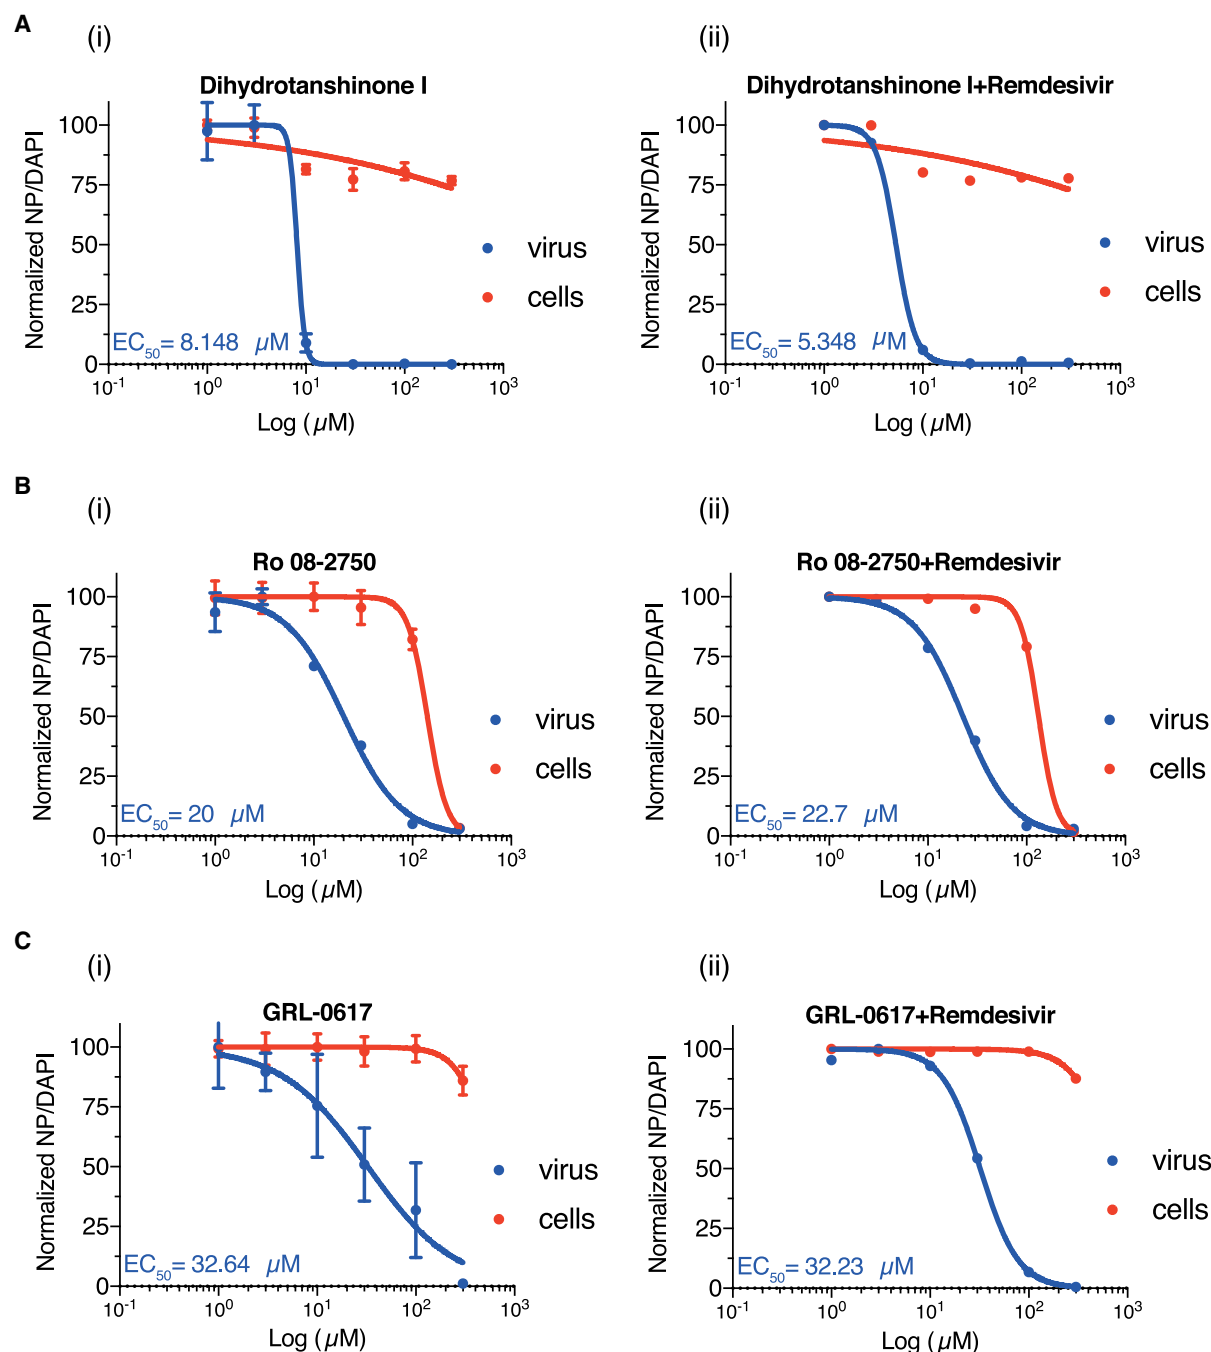 A
(i)
Dihydrotanshinone I
Normalized NP/DAPI
100
75
50
25
0
EC50= 8.148 µM
10-1
100
101
102
103
Log (µM)
virus
cells
(ii)
Dihydrotanshinone I+Remdesivir
Normalized NP/DAPI
100
75
50
25
0
EC50= 5.348 µM
10-1
100
101
102
103
Log (µM)
virus
cells
B
(i)
Ro 08-2750
Normalized NP/DAPI
100
75
50
25
0
EC50= 20 µM
10-1
100
101
102
103
Log (µM)
virus
cells
(ii)
Ro 08-2750+Remdesivir
Normalized NP/DAPI
100
75
50
25
0
EC50= 22.7 µM
10-1
100
101
102
103
Log (µM)
virus
cells
C
(i)
GRL-0617
Normalized NP/DAPI
100
75
50
25
0
EC50= 32.64 µM
10-1
100
101
102
103
Log (µM)
virus
cells
(ii)
GRL-0617+Remdesivir
Normalized NP/DAPI
100
75
50
25
0
EC50= 32.23 µM
10-1
100
101
102
103
Log (µM)
virus
cells